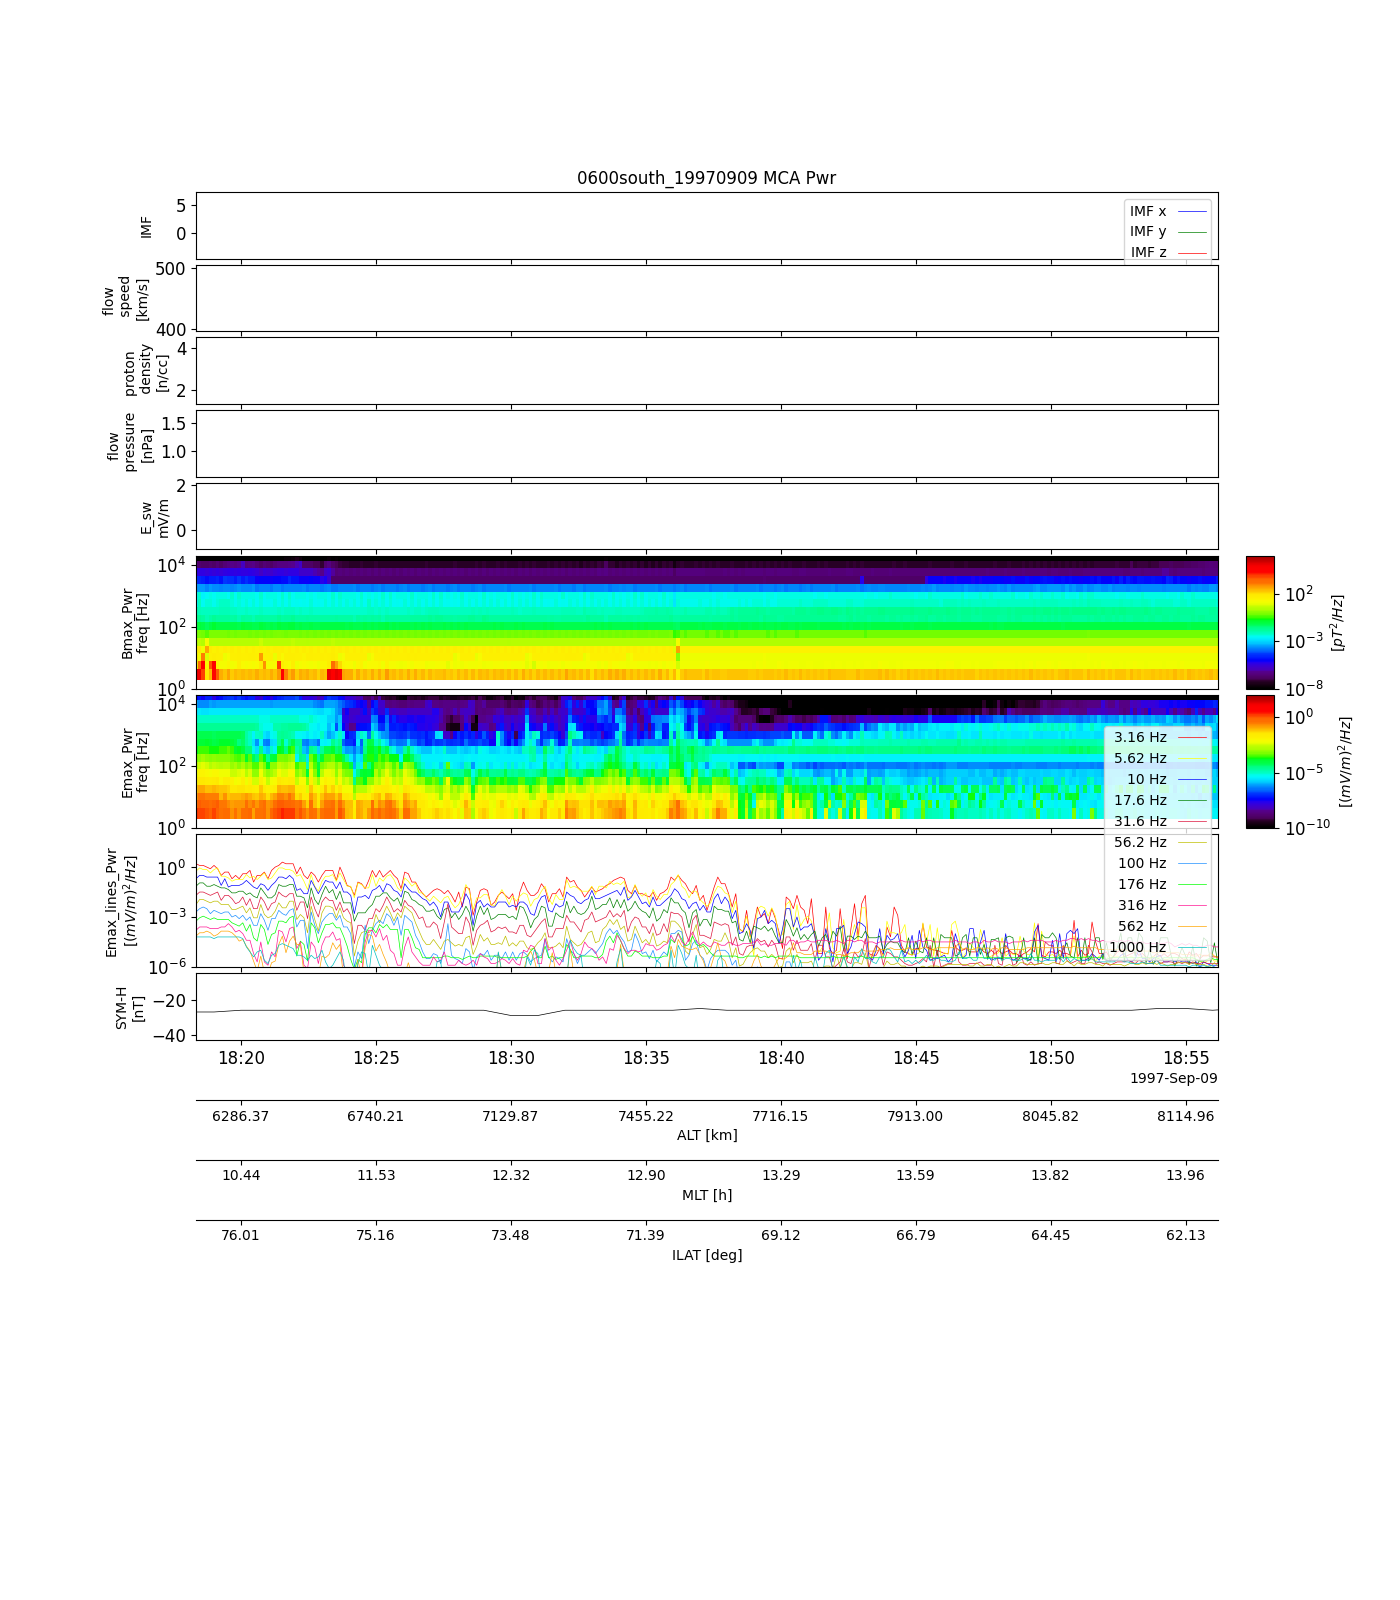 0600south_19970909 MCA Pwr
IMF
5
0
IMF x
IMF y
IMF z
flow
speed
[km/s]
500
400
proton
density
[n/cc]
4
2
flow
pressure
[nPa]
1.5
1.0
E_sw
mV/m
2
0
Bmax_Pwr
freq [Hz]
10^4
10^2
10^0
10^2
10^-3
10^-8
[pT^2/Hz]
Emax_Pwr
freq [Hz]
10^4
10^2
10^0
10^0
10^-5
10^-10
[(mV/m)^2/Hz]
3.16 Hz
5.62 Hz
10 Hz
17.6 Hz
31.6 Hz
56.2 Hz
100 Hz
176 Hz
316 Hz
562 Hz
1000 Hz
Emax_lines_Pwr
[(mV/m)^2/Hz]
10^0
10^-3
10^-6
SYM-H
[nT]
−20
−40
18:20 18:25 18:30 18:35 18:40 18:45 18:50 18:55
1997-Sep-09
6286.37 6740.21 7129.87 7455.22 7716.15 7913.00 8045.82 8114.96
ALT [km]
10.44 11.53 12.32 12.90 13.29 13.59 13.82 13.96
MLT [h]
76.01 75.16 73.48 71.39 69.12 66.79 64.45 62.13
ILAT [deg]